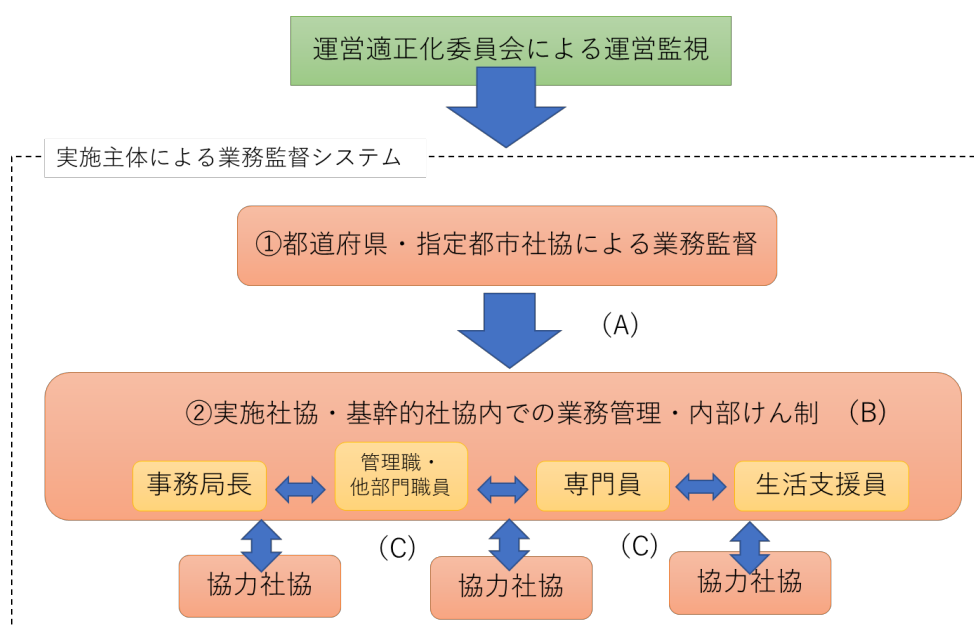 運営適正化委員会による運営監視
実施主体による業務監督システム
①都道府県・指定都市社協による業務監督
(A)
②実施社協・基幹的社協内での業務管理・内部けん制 (B)
事務局長
管理職・
他部門職員
専門員
生活支援員
(C)
(C)
協力社協
協力社協
協力社協